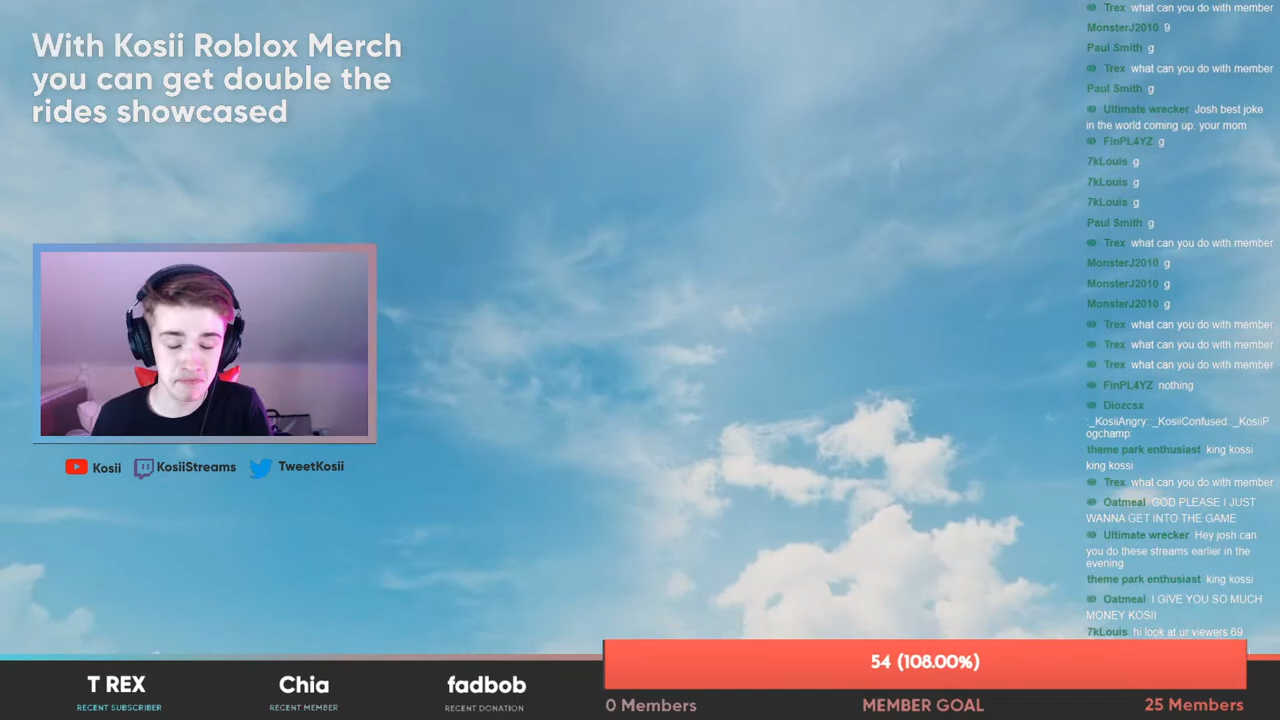 With Kosii Roblox Merch
you can get double the
rides showcased
Kosii
KosiiStreams
TweetKosii
Trex what can you do with member
MonsterJ2010 9
Paul Smith g
Trex what can you do with member
Paul Smith g
Ultimate wrecker Josh best joke
in the world coming up: your mom
FinPL4YZ g
7kLouis g
7kLouis g
7kLouis g
Paul Smith g
Trex what can you do with member
MonsterJ2010 g
MonsterJ2010 g
MonsterJ2010 g
Trex what can you do with member
Trex what can you do with member
Trex what can you do with member
FinPL4YZ nothing
Diozcsx
:_KosiiAngry::_KosiiConfused::_KosiiP
ogchamp:
theme park enthusiast king kossi
king kossi
Trex what can you do with member
Oatmeal GOD PLEASE I JUST
WANNA GET INTO THE GAME
Ultimate wrecker Hey josh can
you do these streams earlier in the
evening
theme park enthusiast king kossi
Oatmeal I GIVE YOU SO MUCH
MONEY KOSII
7kLouis hi look at ur viewers 69
T REX
RECENT SUBSCRIBER
Chia
RECENT MEMBER
fadbob
RECENT DONATION
54 (108.00%)
0 Members
MEMBER GOAL
25 Members